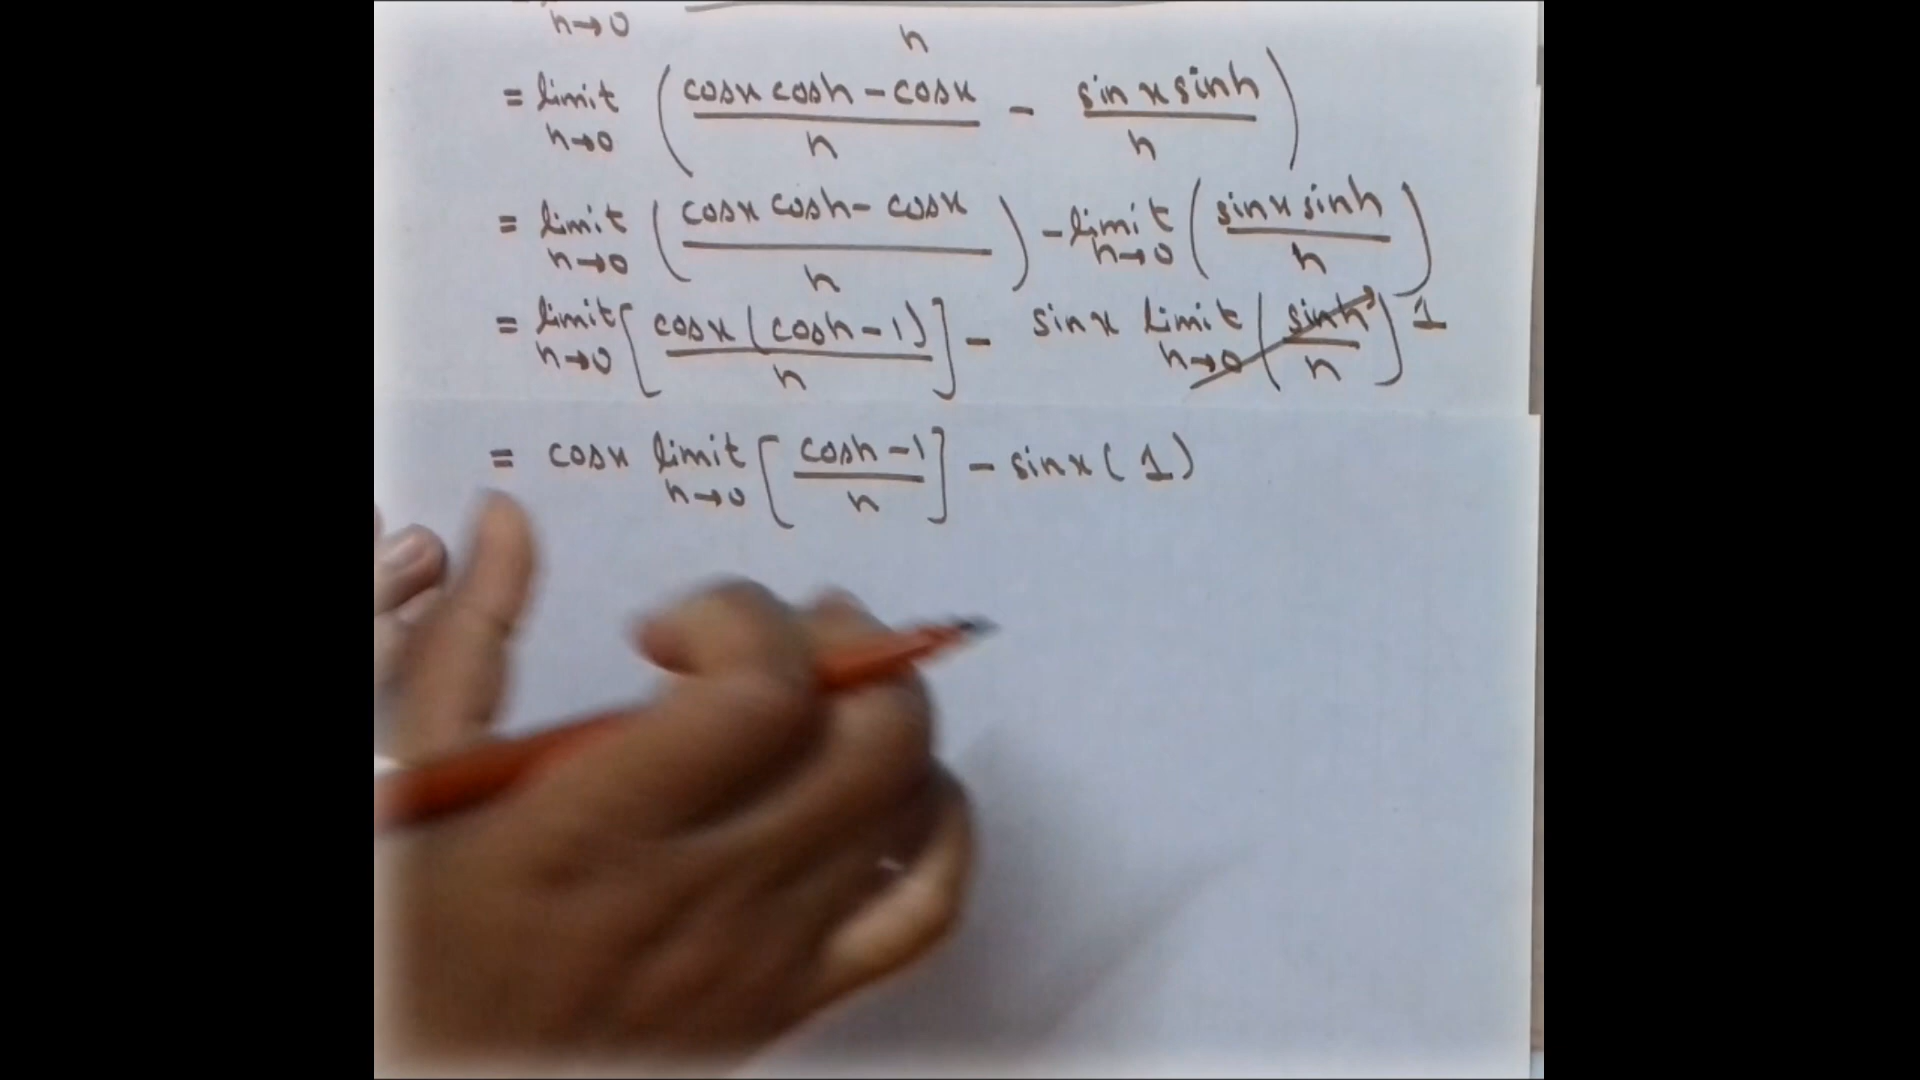 h→0 h
= limit h→0 ( cosx cosh - cosx / h - sin x sinh / h )
= limit h→0 ( cosx cosh - cosx / h ) - limit h→0 ( sinx sinh / h )
= limit h→0 [ cosx ( cosh - 1 ) / h ] - sinx limit h→0 ( sinh / h ) 1
= cosx limit h→0 [ cosh - 1 / h ] - sinx ( 1 )